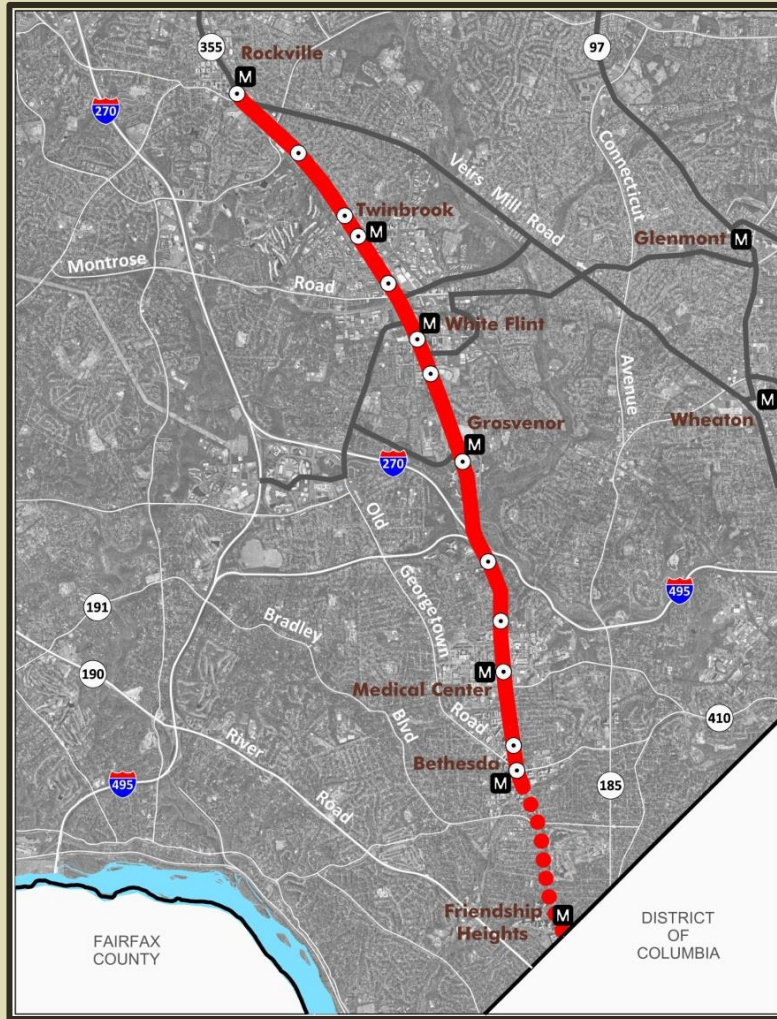 355
97
Rockville
M
270
Connecticut
Veirs Mill Road
Twinbrook
M
Glenmont
M
Montrose
Road
M
White Flint
Avenue
M
Grosvenor
M
Wheaton
270
Old
Georgetown
Road
495
191
Bradley
Blvd
190
M
Medical Center
410
River
Road
Bethesda
M
495
185
Friendship
Heights
M
FAIRFAX
COUNTY
DISTRICT
OF
COLUMBIA